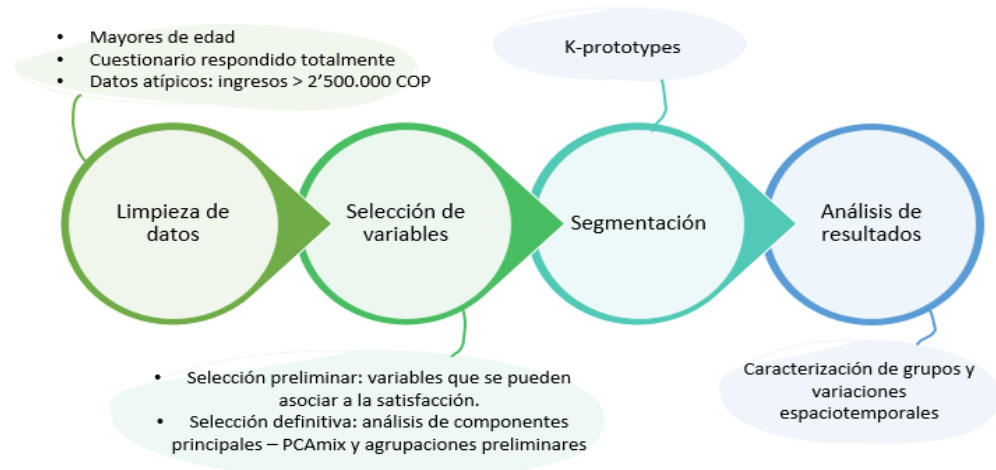 • Mayores de edad
• Cuestionario respondido totalmente
• Datos atípicos: ingresos > 2’500.000 COP
K-prototypes
Limpieza de
datos
Selección de
variables
Segmentación
Análisis de
resultados
• Selección preliminar: variables que se pueden
asociar a la satisfacción.
• Selección definitiva: análisis de componentes
principales – PCAmix y agrupaciones preliminares
Caracterización de grupos y
variaciones
espaciotemporales